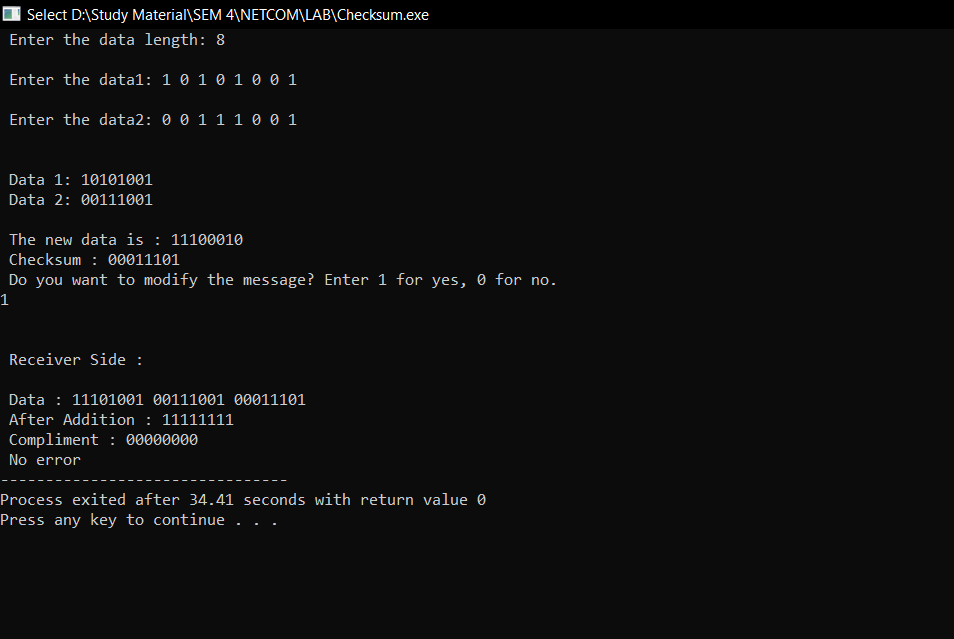 Select D:\Study Material\SEM 4\NETCOM\LAB\Checksum.exe
Enter the data length: 8
Enter the data1: 1 0 1 0 1 0 0 1
Enter the data2: 0 0 1 1 1 0 0 1
Data 1: 10101001
Data 2: 00111001
The new data is : 11100010
Checksum : 00011101
Do you want to modify the message? Enter 1 for yes, 0 for no.
1
Receiver Side :
Data : 11101001 00111001 00011101
After Addition : 11111111
Compliment : 00000000
No error
--------------------------------
Process exited after 34.41 seconds with return value 0
Press any key to continue . . .